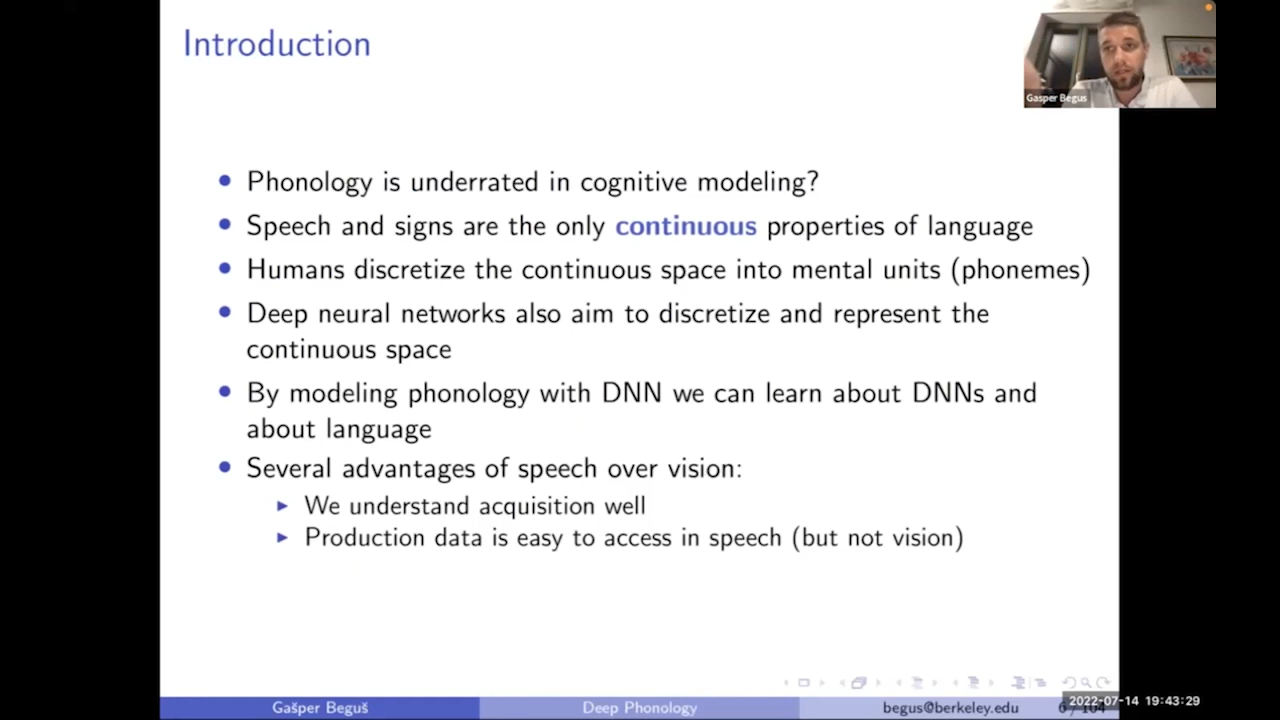 Introduction
Gasper Begus
Phonology is underrated in cognitive modeling?
Speech and signs are the only continuous properties of language
Humans discretize the continuous space into mental units (phonemes)
Deep neural networks also aim to discretize and represent the
continuous space
By modeling phonology with DNN we can learn about DNNs and
about language
Several advantages of speech over vision:
We understand acquisition well
Production data is easy to access in speech (but not vision)
Gašper Beguš
Deep Phonology
begus@berkeley.edu
2022-07-14 19:43:29